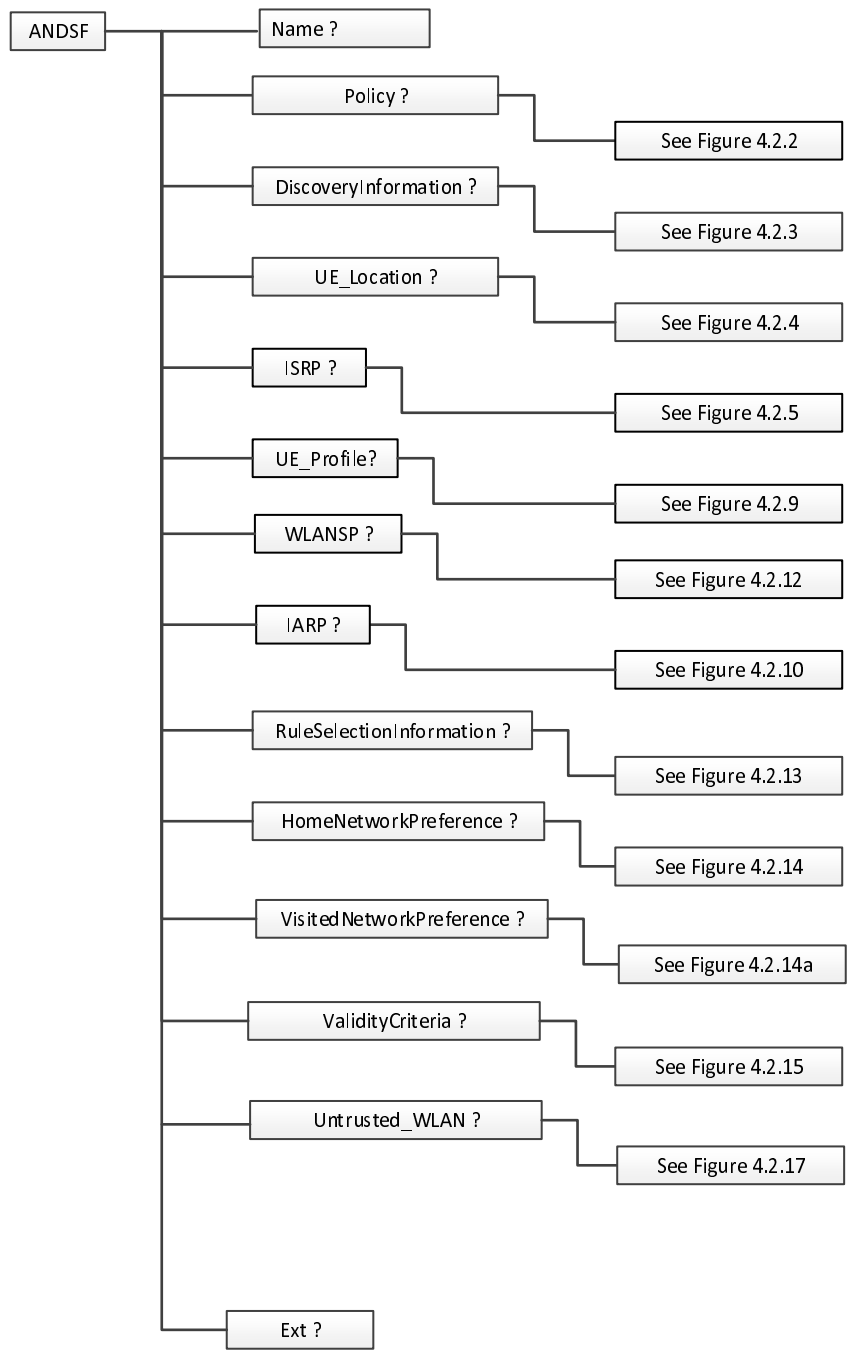 ANDSF
Name ?
Policy ?
See Figure 4.2.2
DiscoveryInformation ?
See Figure 4.2.3
UE_Location ?
See Figure 4.2.4
ISRP ?
See Figure 4.2.5
UE_Profile?
See Figure 4.2.9
WLANSP ?
See Figure 4.2.12
IARP ?
See Figure 4.2.10
RuleSelectionInformation ?
See Figure 4.2.13
HomeNetworkPreference ?
See Figure 4.2.14
VisitedNetworkPreference ?
See Figure 4.2.14a
ValidityCriteria ?
See Figure 4.2.15
Untrusted_WLAN ?
See Figure 4.2.17
Ext ?